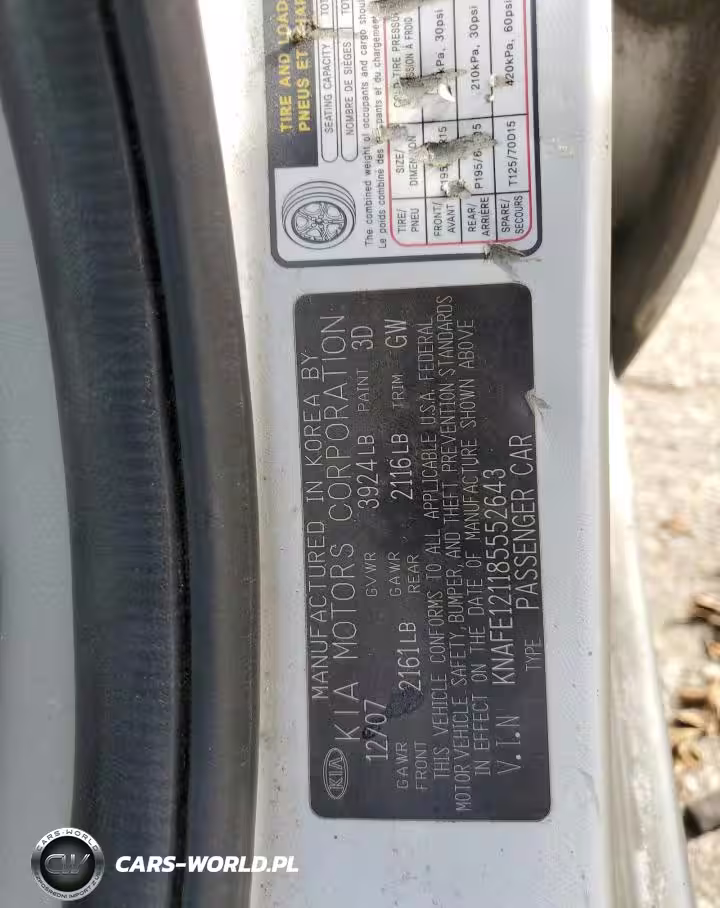 TIRE AND LOAD
PNEUS ET
SEATING CAPACITY
NOMBRE DE SIÈGES
The combined weight of occupants and cargo should
Le poids combiné des occupants et du chargement
TIRE/ PNEU
SIZE/ DIMENSION
COLD TIRE PRESSURE
À FROID
FRONT/ AVANT
30psi
REAR/ ARRIÈRE
210kPa, 30psi
SPARE/ SECOURS
T125/70D15
420kPa, 60psi
MANUFACTURED IN KOREA BY
KIA
KIA MOTORS CORPORATION
12/07 GVWR 3924LB PAINT 3D
GAWR FRONT 2161LB GAWR REAR 2116LB TRIM GW
THIS VEHICLE CONFORMS TO ALL APPLICABLE U.S.A. FEDERAL
MOTOR VEHICLE SAFETY, BUMPER, AND THEFT PREVENTION STANDARDS
IN EFFECT ON THE DATE OF MANUFACTURE SHOWN ABOVE
V.I.N KNAFE121185552643
TYPE PASSENGER CAR
CARS-WORLD
CW
CARS-WORLD.PL